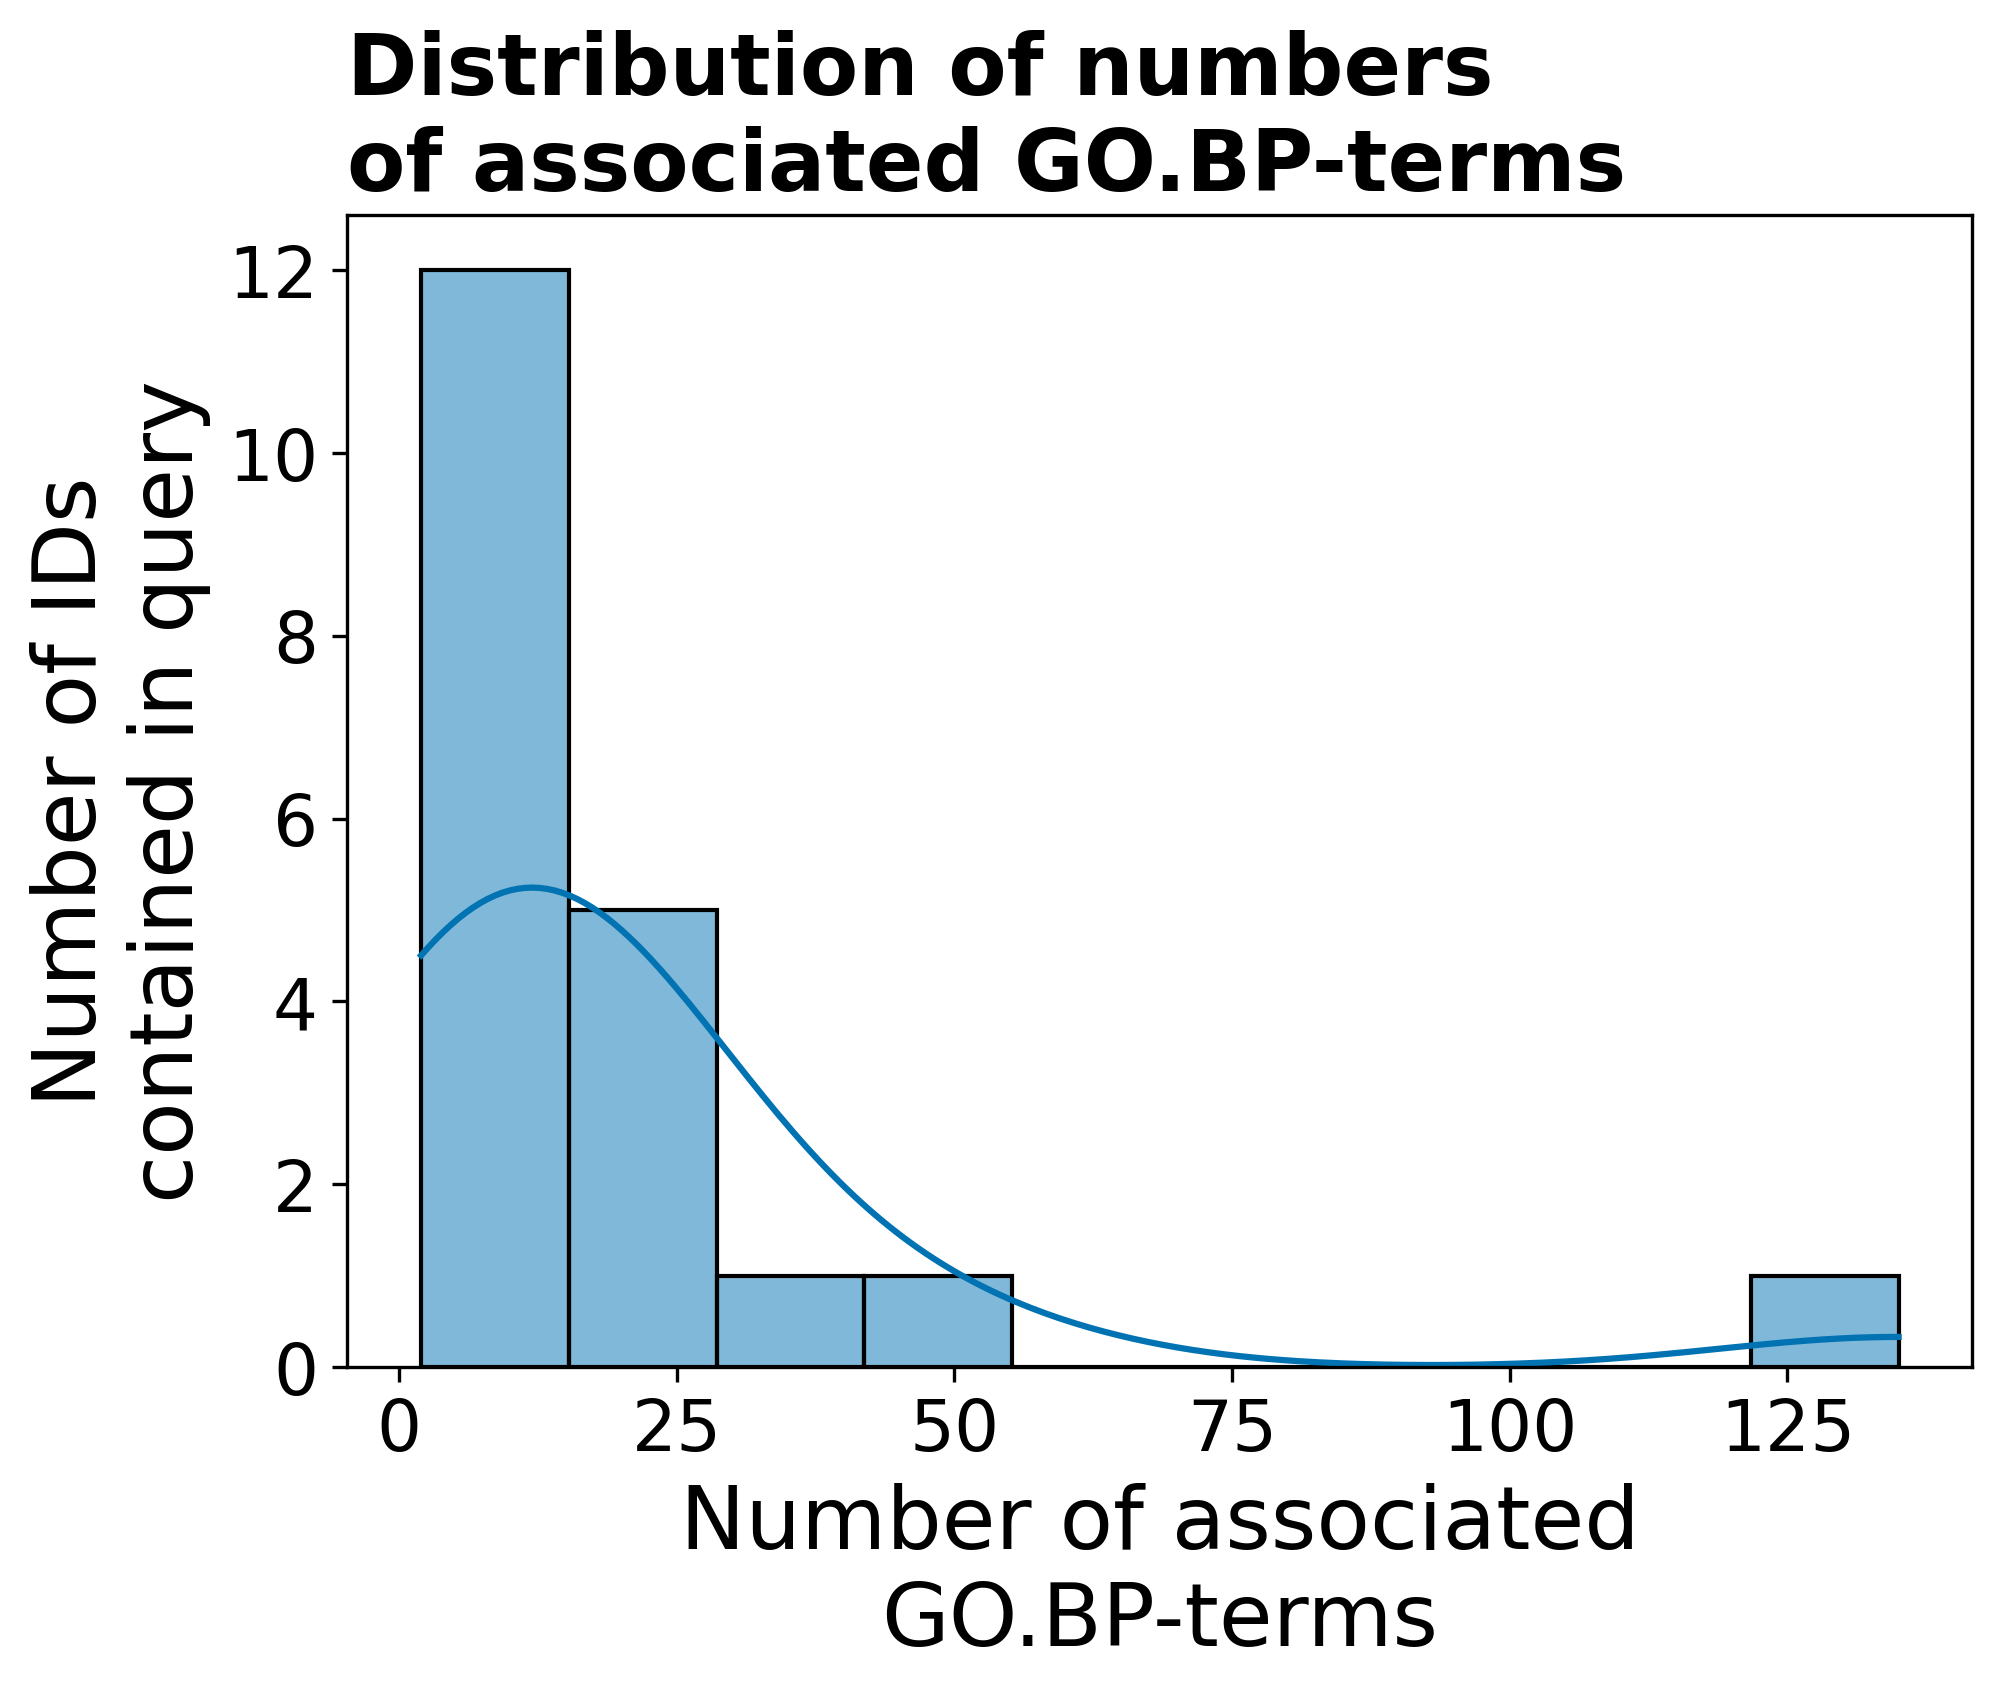 Distribution of numbers
of associated GO.BP-terms
Number of IDs
contained in query
12
10
8
6
4
2
0
0 25 50 75 100 125
Number of associated
GO.BP-terms